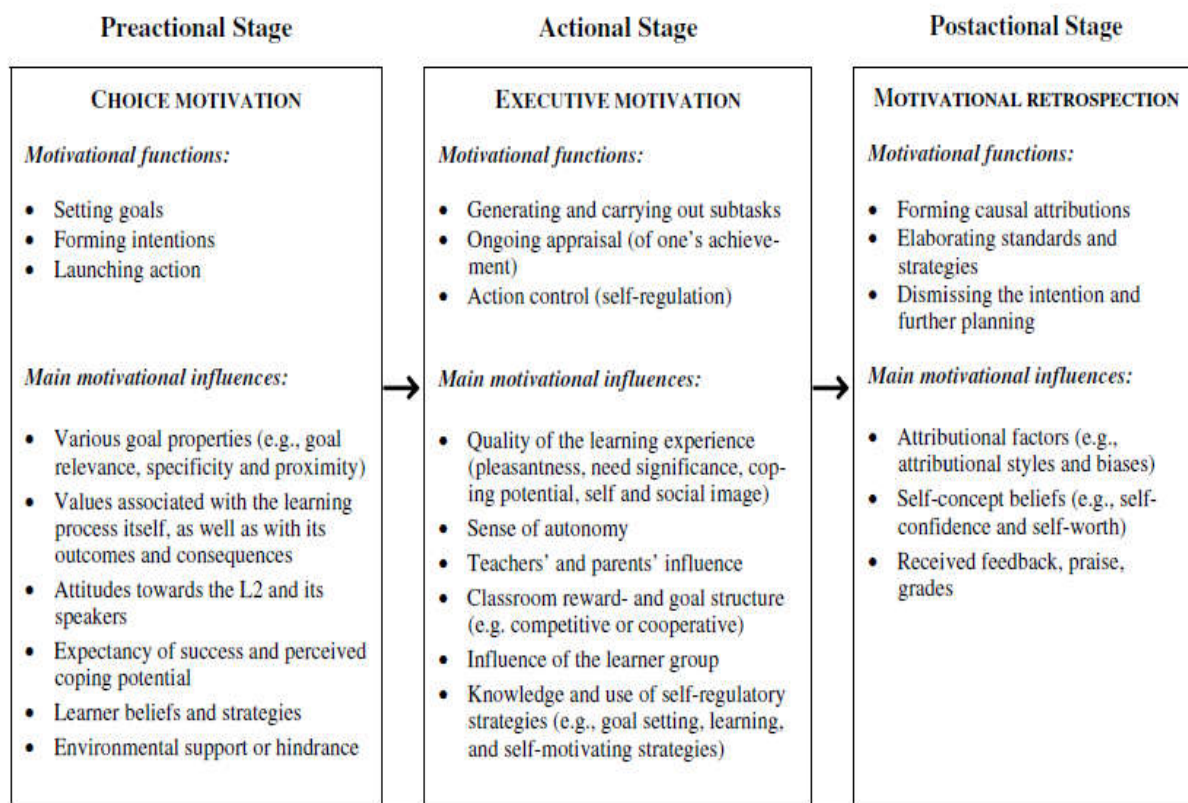 Preactional Stage
CHOICE MOTIVATION
Motivational functions:
• Setting goals
• Forming intentions
• Launching action
Main motivational influences:
• Various goal properties (e.g., goal
relevance, specificity and proximity)
• Values associated with the learning
process itself, as well as with its
outcomes and consequences
• Attitudes towards the L2 and its
speakers
• Expectancy of success and perceived
coping potential
• Learner beliefs and strategies
• Environmental support or hindrance
Actional Stage
EXECUTIVE MOTIVATION
Motivational functions:
• Generating and carrying out subtasks
• Ongoing appraisal (of one's achieve-
ment)
• Action control (self-regulation)
Main motivational influences:
• Quality of the learning experience
(pleasantness, need significance, cop-
ing potential, self and social image)
• Sense of autonomy
• Teachers' and parents' influence
• Classroom reward- and goal structure
(e.g. competitive or cooperative)
• Influence of the learner group
• Knowledge and use of self-regulatory
strategies (e.g., goal setting, learning,
and self-motivating strategies)
Postactional Stage
MOTIVATIONAL RETROSPECTION
Motivational functions:
• Forming causal attributions
• Elaborating standards and
strategies
• Dismissing the intention and
further planning
Main motivational influences:
• Attributional factors (e.g.,
attributional styles and biases)
• Self-concept beliefs (e.g., self-
confidence and self-worth)
• Received feedback, praise,
grades